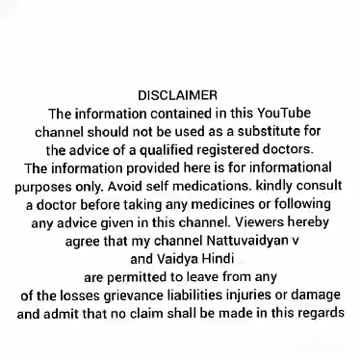 DISCLAIMER
The information contained in this YouTube
channel should not be used as a substitute for
the advice of a qualified registered doctors.
The information provided here is for informational
purposes only. Avoid self medications. kindly consult
a doctor before taking any medicines or following
any advice given in this channel. Viewers hereby
agree that my channel Nattuvaidyan v
and Vaidya Hindi
are permitted to leave from any
of the losses grievance liabilities injuries or damage
and admit that no claim shall be made in this regards